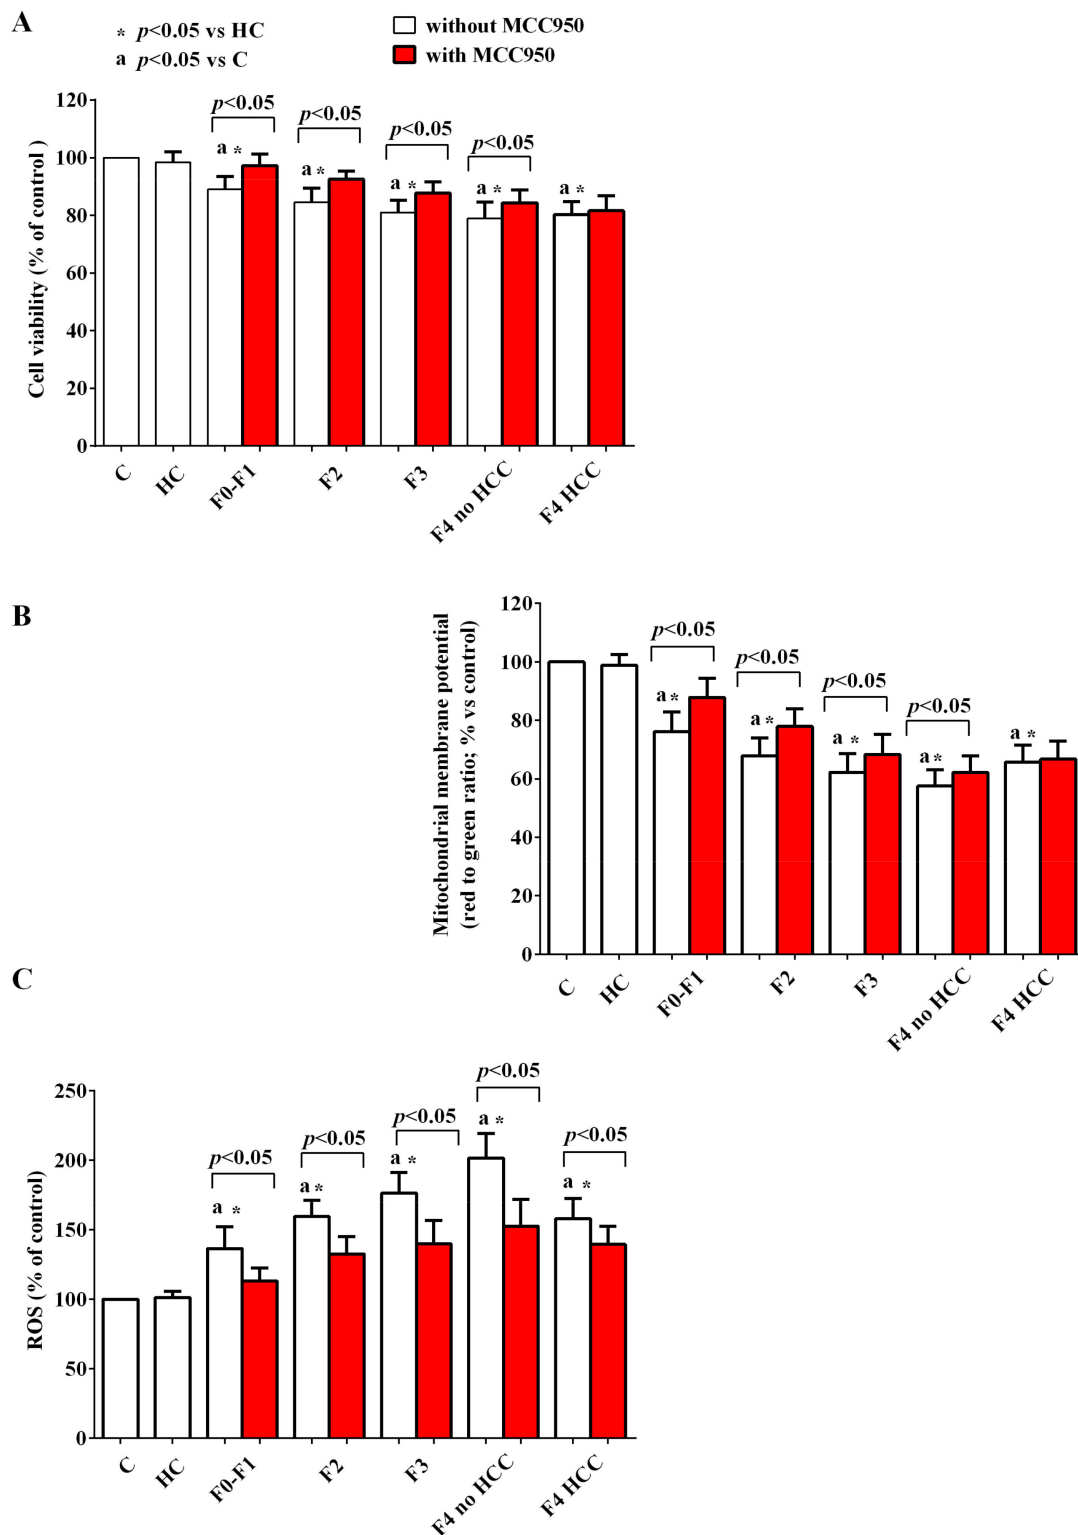 A
* p<0.05 vs HC
a p<0.05 vs C
without MCC950
with MCC950
Cell viability (% of control )
120
100
80
60
40
20
0
p<0.05
p<0.05
p<0.05
p<0.05
a *
a *
a *
a *
a *
C
HC
F0-F1
F2
F3
F4 no HCC
F4 HCC
B
Mitochondrial membrane potential
(red to green ratio; % vs control)
120
100
80
60
40
20
0
p<0.05
p<0.05
p<0.05
p<0.05
a *
a *
a *
a *
a *
C
HC
F0-F1
F2
F3
F4 no HCC
F4 HCC
C
ROS (% of control)
250
200
150
100
50
0
p<0.05
p<0.05
p<0.05
p<0.05
p<0.05
a *
a *
a *
a *
a *
C
HC
F0-F1
F2
F3
F4 no HCC
F4 HCC